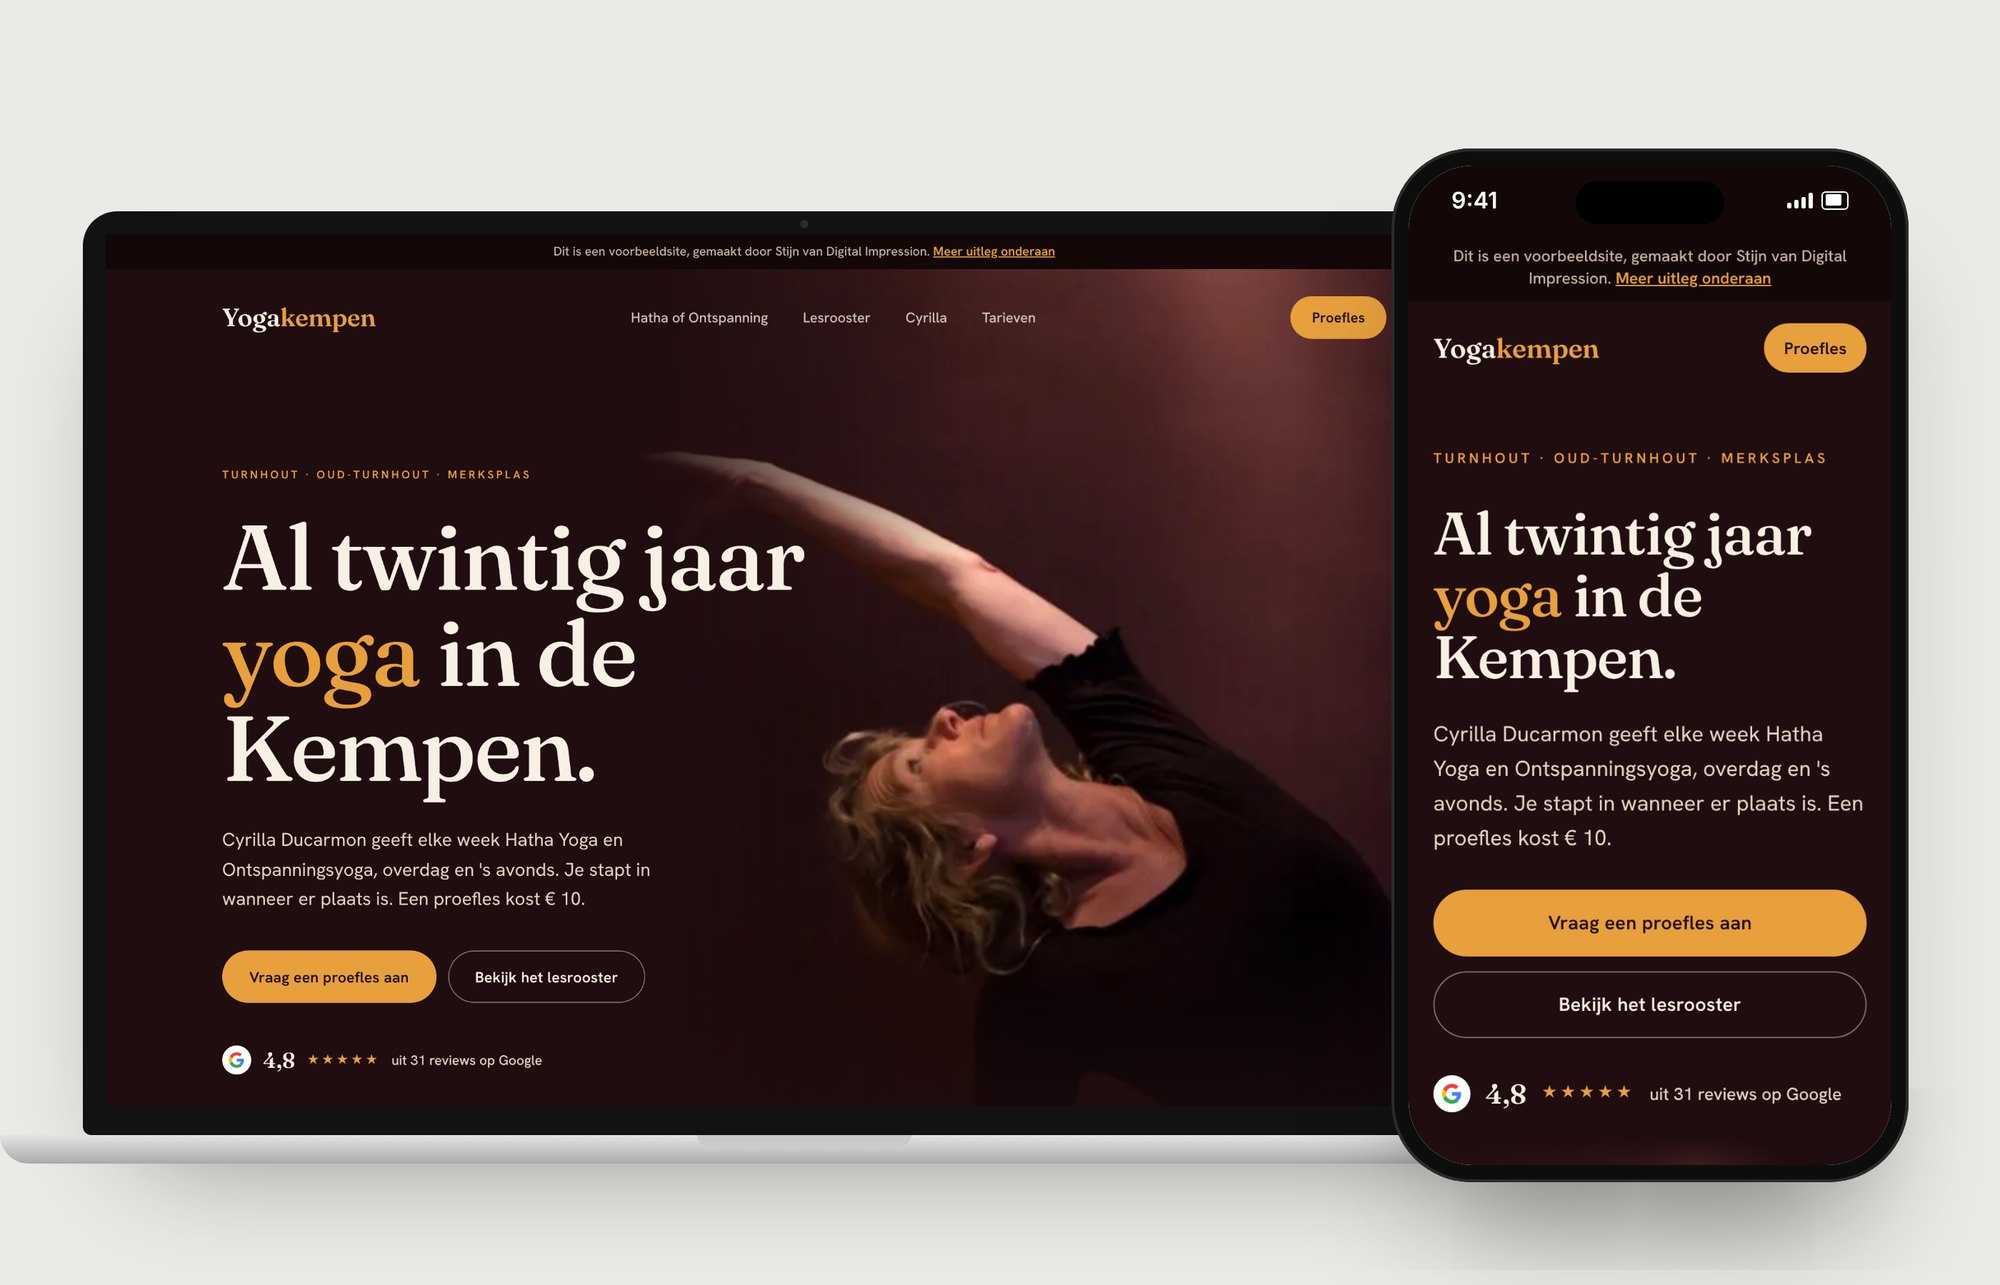 Dit is een voorbeeldsite, gemaakt door Stijn van Digital Impression. Meer uitleg onderaan
Yogakempen
Hatha of Ontspanning
Lesrooster
Cyrilla
Tarieven
Proefles
TURNHOUT · OUD-TURNHOUT · MERKSPLAS
Al twintig jaar
yoga in de
Kempen.
Cyrilla Ducarmon geeft elke week Hatha Yoga en
Ontspanningsyoga, overdag en 's avonds. Je stapt in
wanneer er plaats is. Een proefles kost € 10.
Vraag een proefles aan
Bekijk het lesrooster
4,8 ★★★★★ uit 31 reviews op Google
9:41
Dit is een voorbeeldsite, gemaakt door Stijn van Digital
Impression. Meer uitleg onderaan
Yogakempen
Proefles
TURNHOUT · OUD-TURNHOUT · MERKSPLAS
Al twintig jaar
yoga in de
Kempen.
Cyrilla Ducarmon geeft elke week Hatha
Yoga en Ontspanningsyoga, overdag en 's
avonds. Je stapt in wanneer er plaats is. Een
proefles kost € 10.
Vraag een proefles aan
Bekijk het lesrooster
4,8 ★★★★★ uit 31 reviews op Google